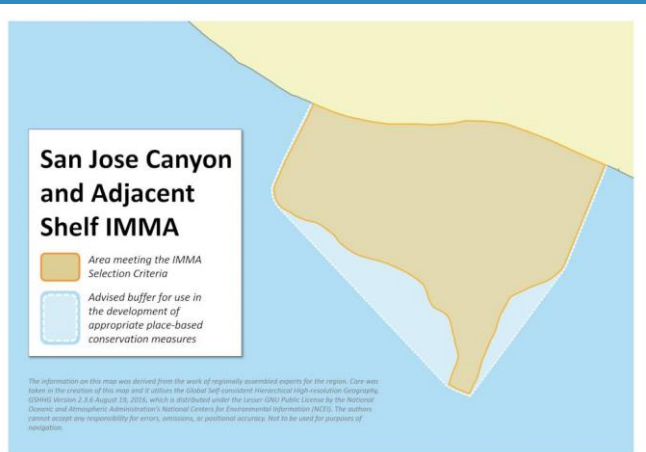 San Jose Canyon
and Adjacent
Shelf IMMA
Area meeting the IMMA
Selection Criteria
Advised buffer for use in
the development of
appropriate place-based
conservation measures
The information on this map was derived from the work of regionally assembled experts for the region. Care was
taken in the creation of this map and it utilises the Global Self-consistent Hierarchical High-resolution Geography,
GSHHG Version 2.3.6 August 19, 2016, which is distributed under the Lesser GNU Public License by the National
Oceanic and Atmospheric Administration's National Centers for Environmental Information (NCEI). The authors
cannot accept any responsibility for errors, omissions, or positional accuracy. Not to be used for purposes of
navigation.